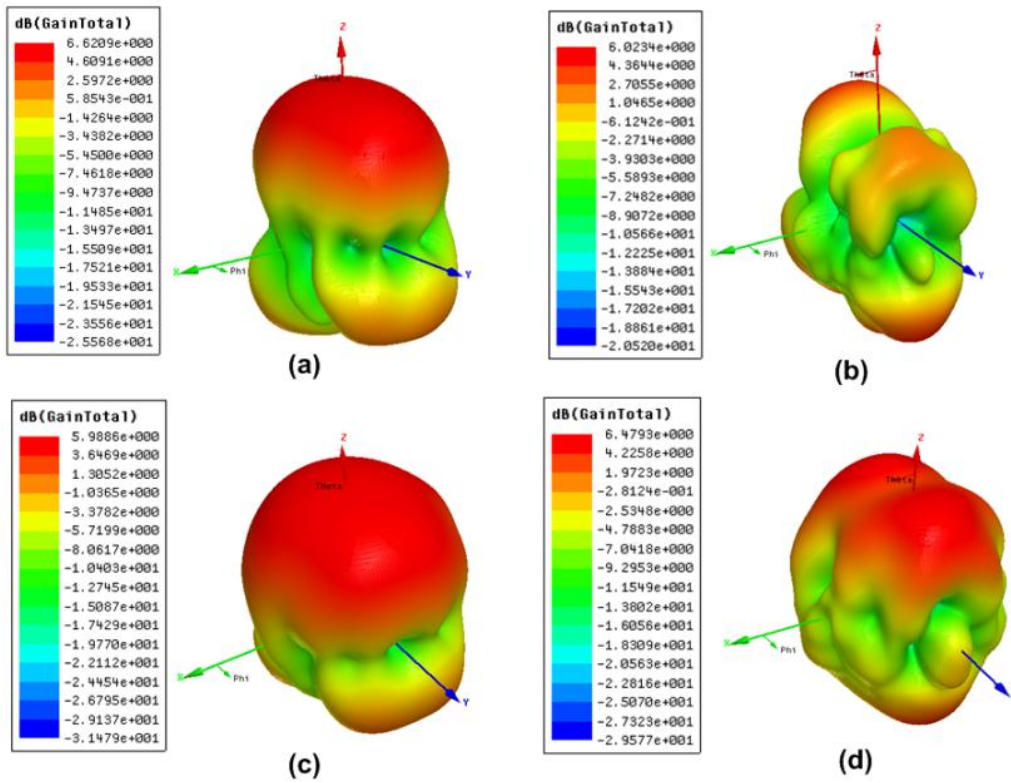 dB(GainTotal)
6.6209e+000
4.6091e+000
2.5972e+000
5.8543e-001
-1.4264e+000
-3.4382e+000
-5.4500e+000
-7.4618e+000
-9.4737e+000
-1.1485e+001
-1.3497e+001
-1.5509e+001
-1.7521e+001
-1.9533e+001
-2.1545e+001
-2.3556e+001
-2.5568e+001
Z
Theta
X
Phi
Y
(a)
dB(GainTotal)
6.0234e+000
4.3644e+000
2.7055e+000
1.0465e+000
-6.1242e-001
-2.2714e+000
-3.9303e+000
-5.5893e+000
-7.2482e+000
-8.9072e+000
-1.0566e+001
-1.2225e+001
-1.3884e+001
-1.5543e+001
-1.7202e+001
-1.8861e+001
-2.0520e+001
Z
Theta
X
Phi
Y
(b)
dB(GainTotal)
5.9886e+000
3.6469e+000
1.3052e+000
-1.0365e+000
-3.3782e+000
-5.7199e+000
-8.0617e+000
-1.0403e+001
-1.2745e+001
-1.5087e+001
-1.7429e+001
-1.9770e+001
-2.2112e+001
-2.4454e+001
-2.6795e+001
-2.9137e+001
-3.1479e+001
Z
Theta
X
Phi
Y
(c)
dB(GainTotal)
6.4793e+000
4.2258e+000
1.9723e+000
-2.8124e-001
-2.5348e+000
-4.7883e+000
-7.0418e+000
-9.2953e+000
-1.1549e+001
-1.3802e+001
-1.6056e+001
-1.8309e+001
-2.0563e+001
-2.2816e+001
-2.5070e+001
-2.7323e+001
-2.9577e+001
Z
Theta
X
Phi
(d)